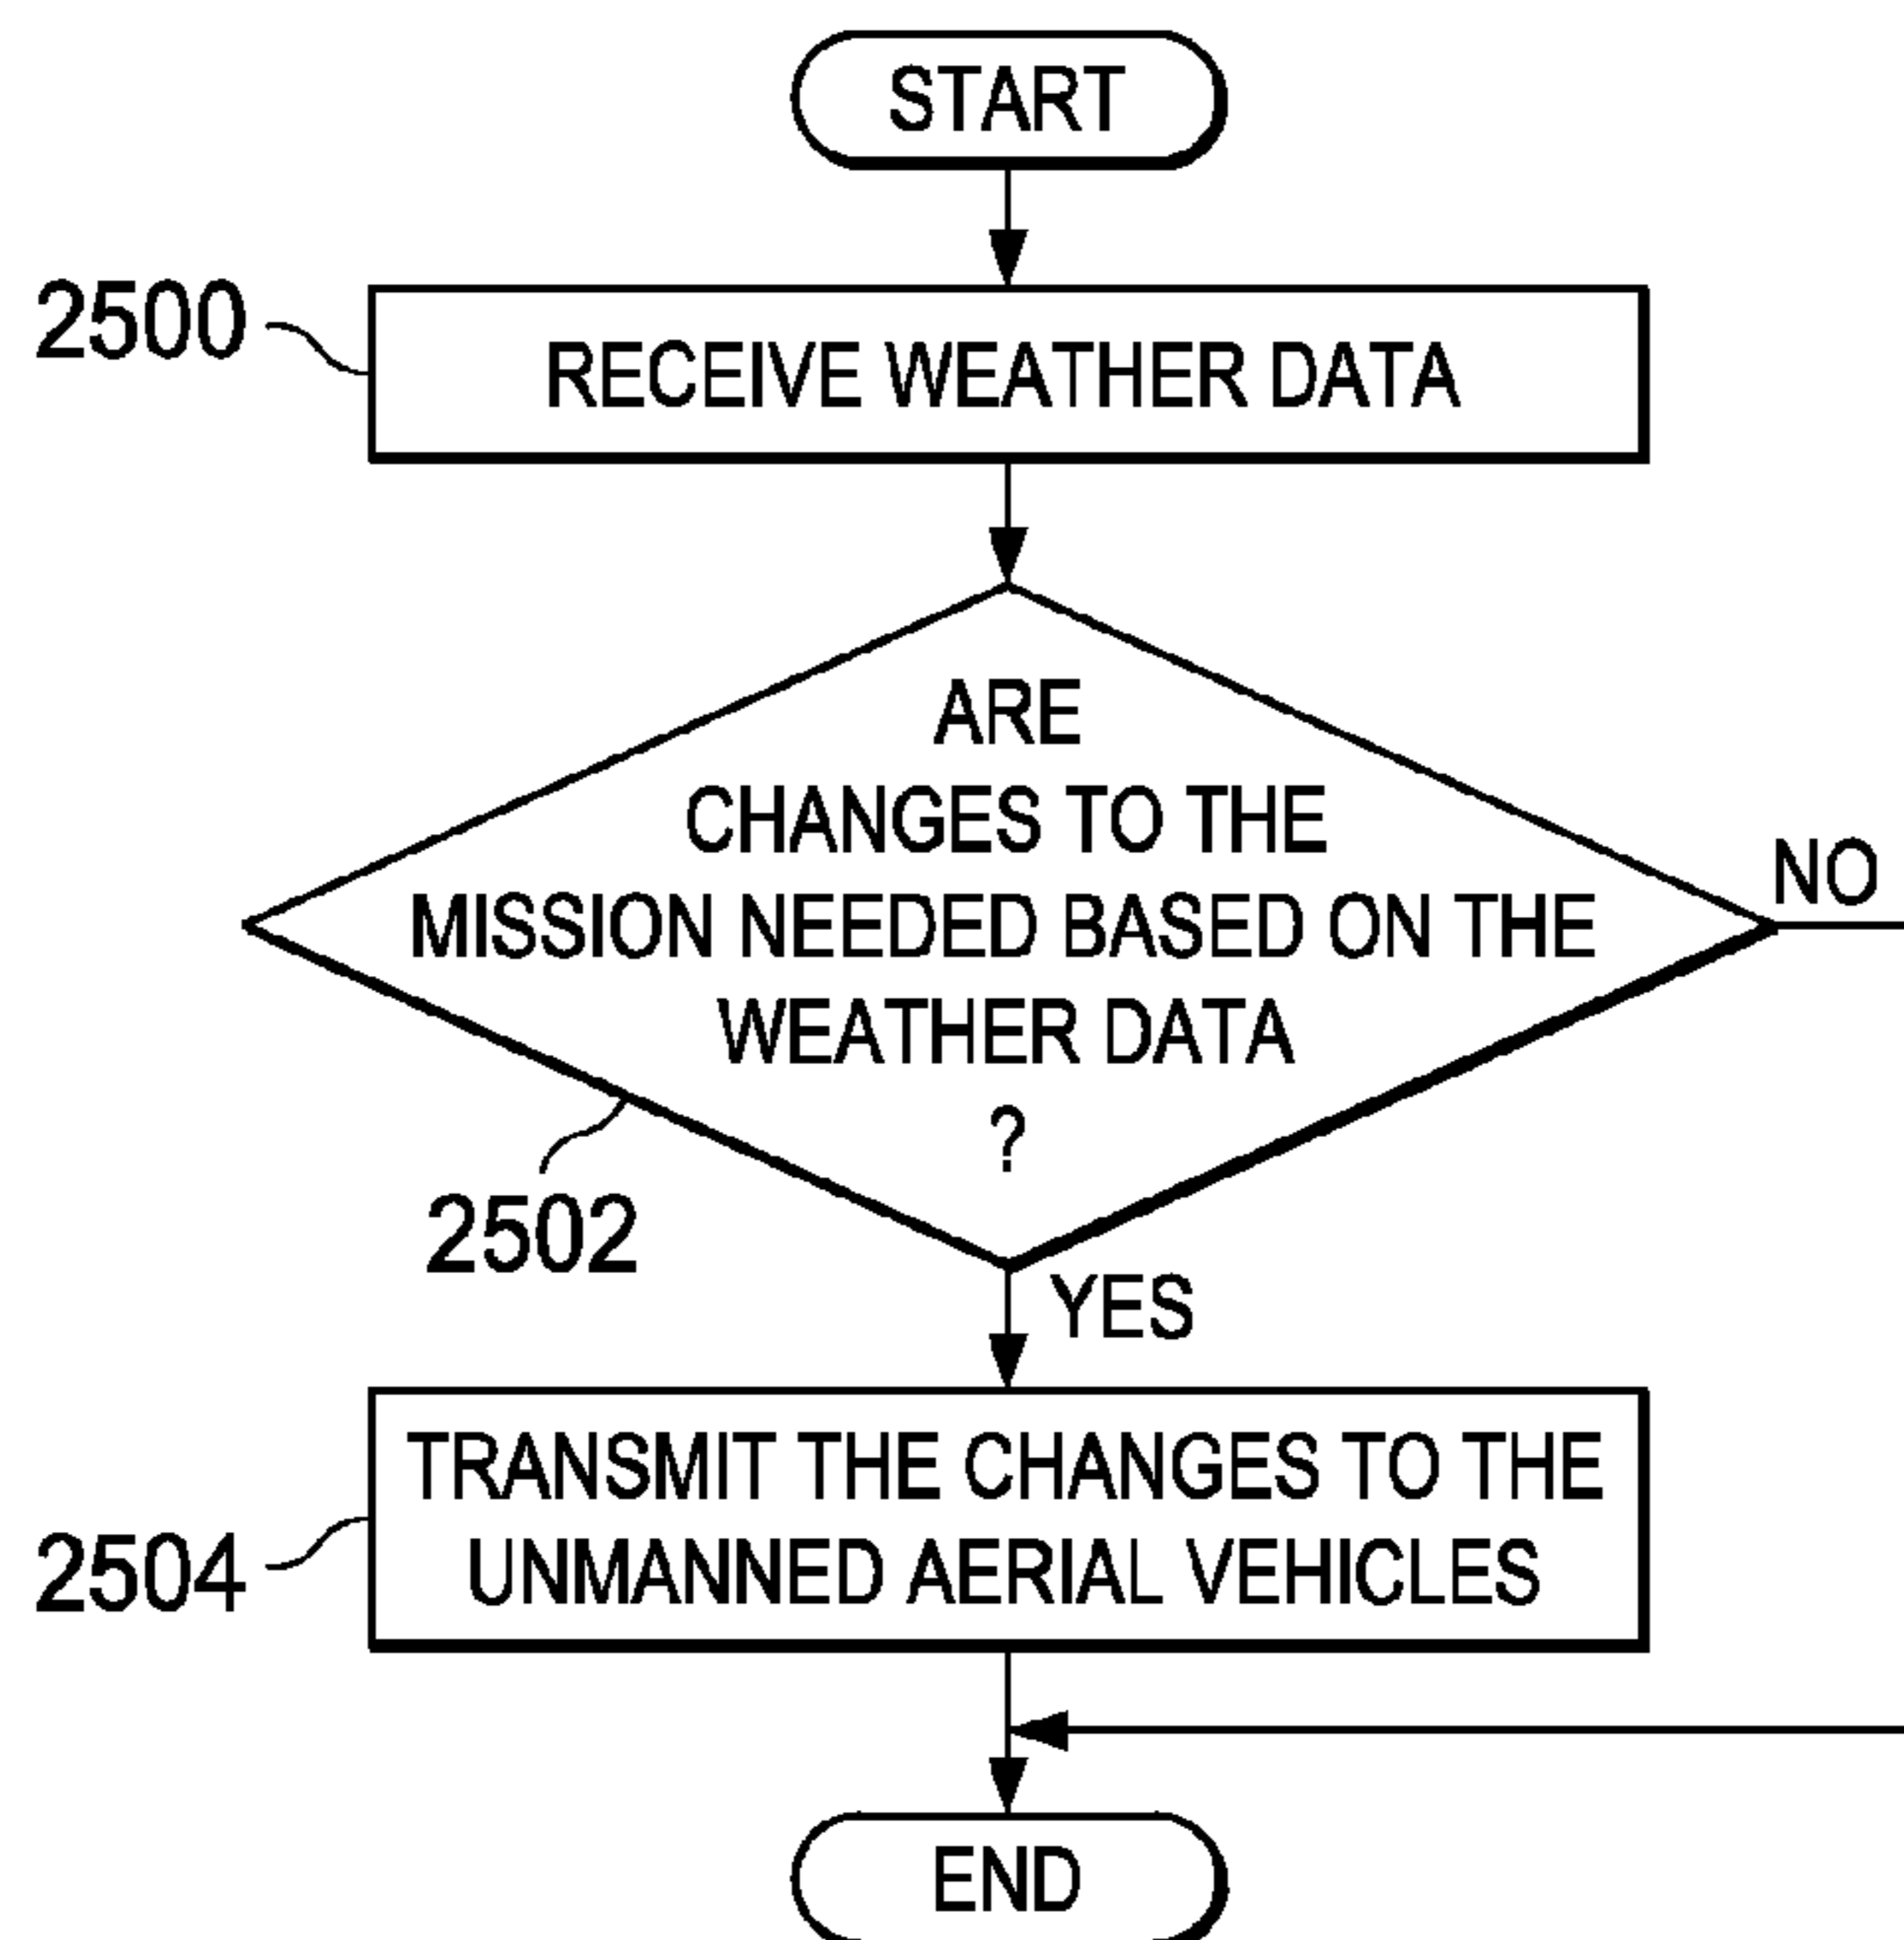 START
2500
RECEIVE WEATHER DATA
ARE
CHANGES TO THE
MISSION NEEDED BASED ON THE
WEATHER DATA
?
NO
2502
YES
TRANSMIT THE CHANGES TO THE
UNMANNED AERIAL VEHICLES
2504
END